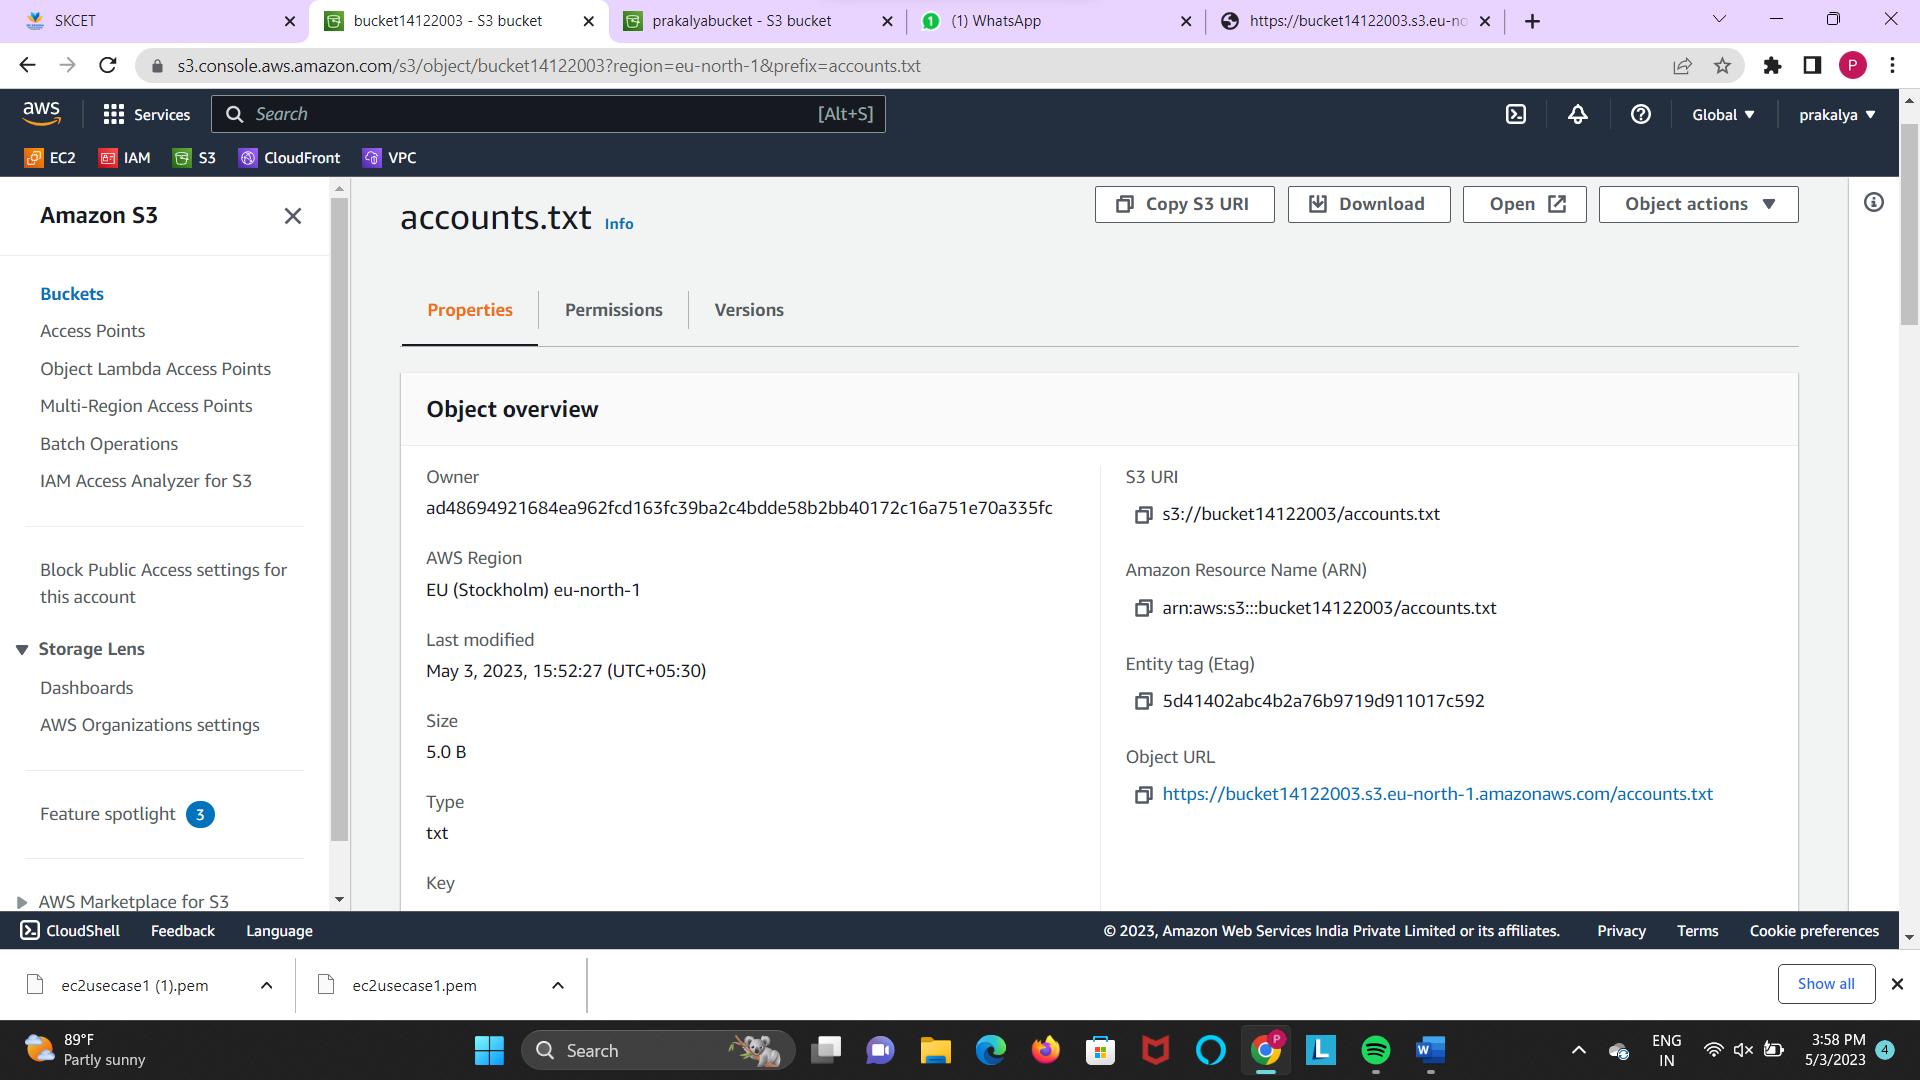 SKCET
bucket14122003 - S3 bucket
prakalyabucket - S3 bucket
(1) WhatsApp
https://bucket14122003.s3.eu-no
s3.console.aws.amazon.com/s3/object/bucket14122003?region=eu-north-1&prefix=accounts.txt
P
aws
Services
Search
[Alt+S]
Global
prakalya
EC2
IAM
S3
CloudFront
VPC
Amazon S3
Buckets
Access Points
Object Lambda Access Points
Multi-Region Access Points
Batch Operations
IAM Access Analyzer for S3
Block Public Access settings for
this account
Storage Lens
Dashboards
AWS Organizations settings
Feature spotlight 3
AWS Marketplace for S3
accounts.txt Info
Copy S3 URI
Download
Open
Object actions
Properties
Permissions
Versions
Object overview
Owner
ad48694921684ea962fcd163fc39ba2c4bdde58b2bb40172c16a751e70a335fc
AWS Region
EU (Stockholm) eu-north-1
Last modified
May 3, 2023, 15:52:27 (UTC+05:30)
Size
5.0 B
Type
txt
Key
S3 URI
s3://bucket14122003/accounts.txt
Amazon Resource Name (ARN)
arn:aws:s3:::bucket14122003/accounts.txt
Entity tag (Etag)
5d41402abc4b2a76b9719d911017c592
Object URL
https://bucket14122003.s3.eu-north-1.amazonaws.com/accounts.txt
CloudShell
Feedback
Language
© 2023, Amazon Web Services India Private Limited or its affiliates.
Privacy
Terms
Cookie preferences
ec2usecase1 (1).pem
ec2usecase1.pem
Show all
89°F
Partly sunny
Search
P
L
W
ENG
IN
3:58 PM
5/3/2023
4